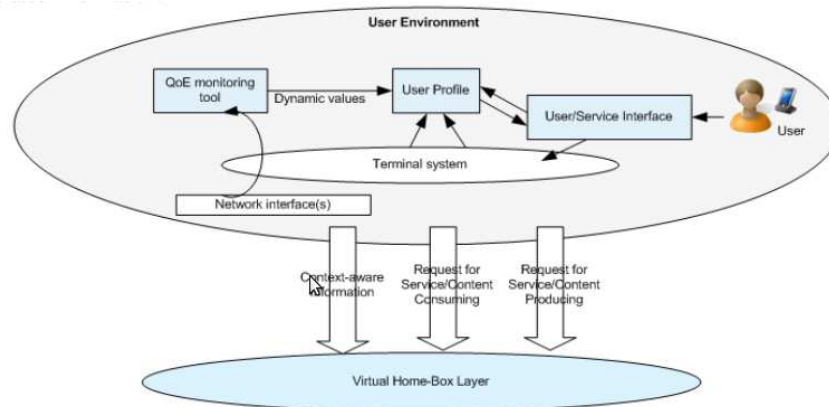 User Environment
QoE monitoring
tool
Dynamic values
User Profile
User/Service Interface
User
Terminal system
Network interface(s)
Context-aware
Information
Request for
Service/Content
Consuming
Request for
Service/Content
Producing
Virtual Home-Box Layer